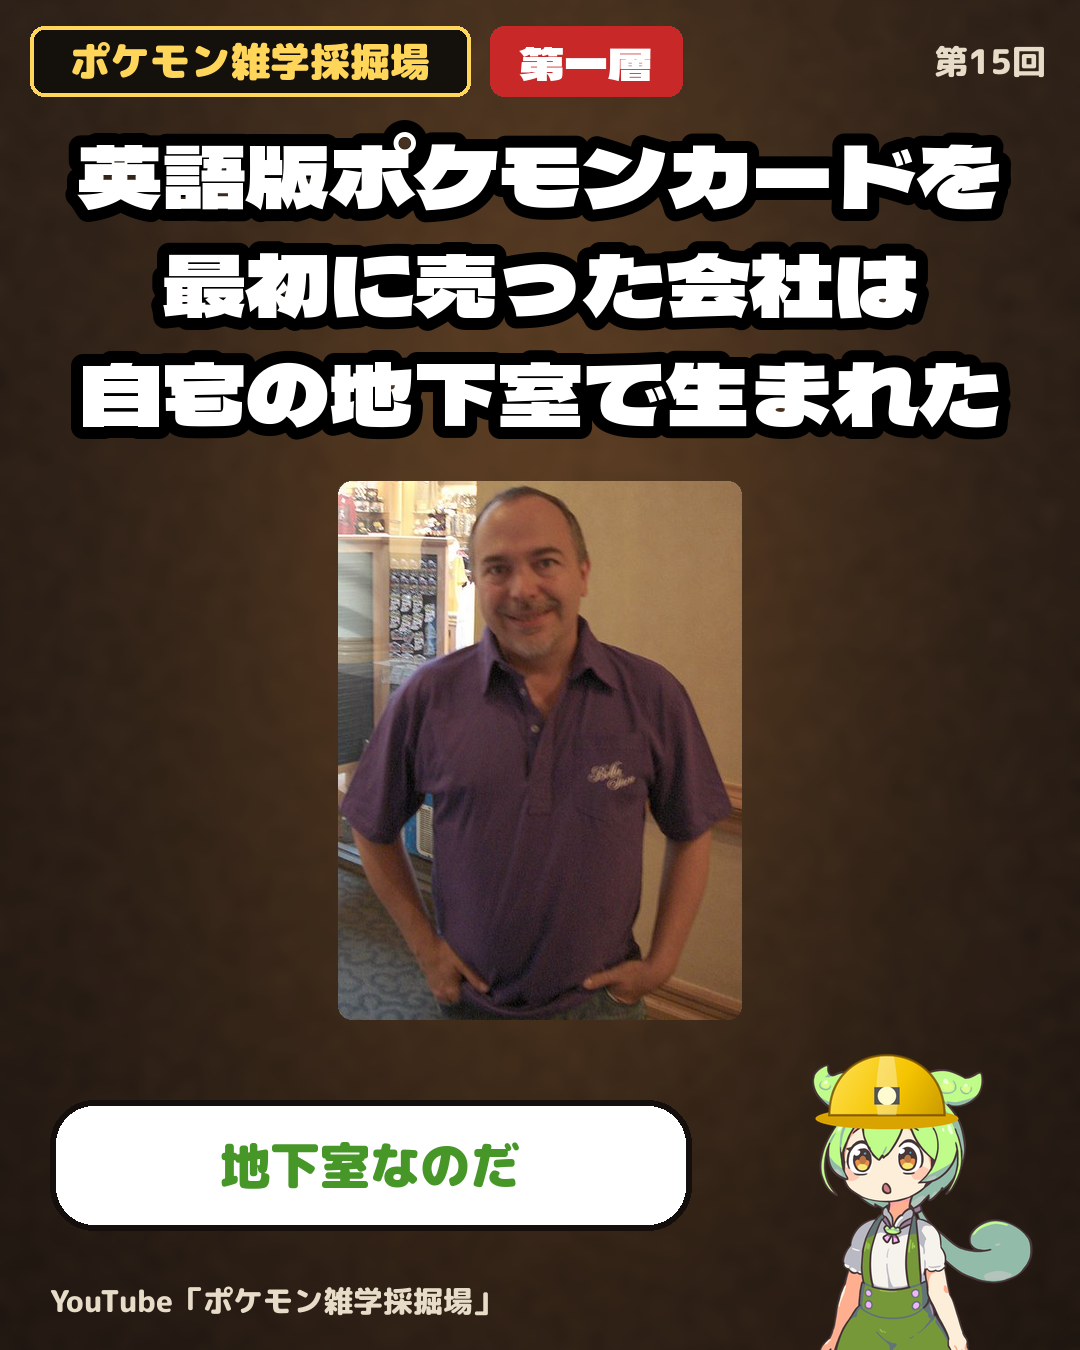 ポケモン雑学採掘場
第一層
第15回
英語版ポケモンカードを
最初に売った会社は
自宅の地下室で生まれた
地下室なのだ
YouTube「ポケモン雑学採掘場」